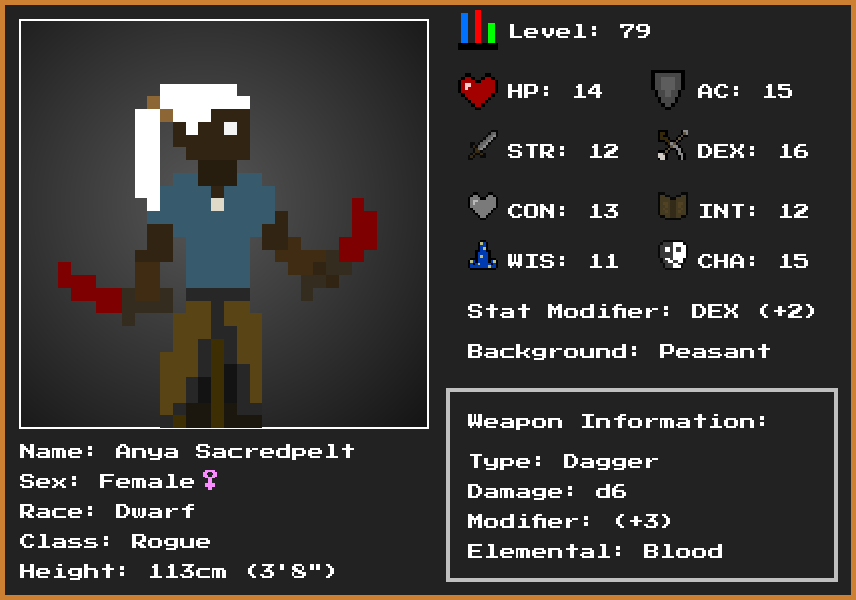 Level: 79
HP: 14
AC: 15
STR: 12
DEX: 16
CON: 13
INT: 12
WIS: 11
CHA: 15
Stat Modifier: DEX (+2)
Background: Peasant
Weapon Information:
Type: Dagger
Damage: d6
Modifier: (+3)
Elemental: Blood
Name: Anya Sacredpelt
Sex: Female♀
Race: Dwarf
Class: Rogue
Height: 113cm (3'8")